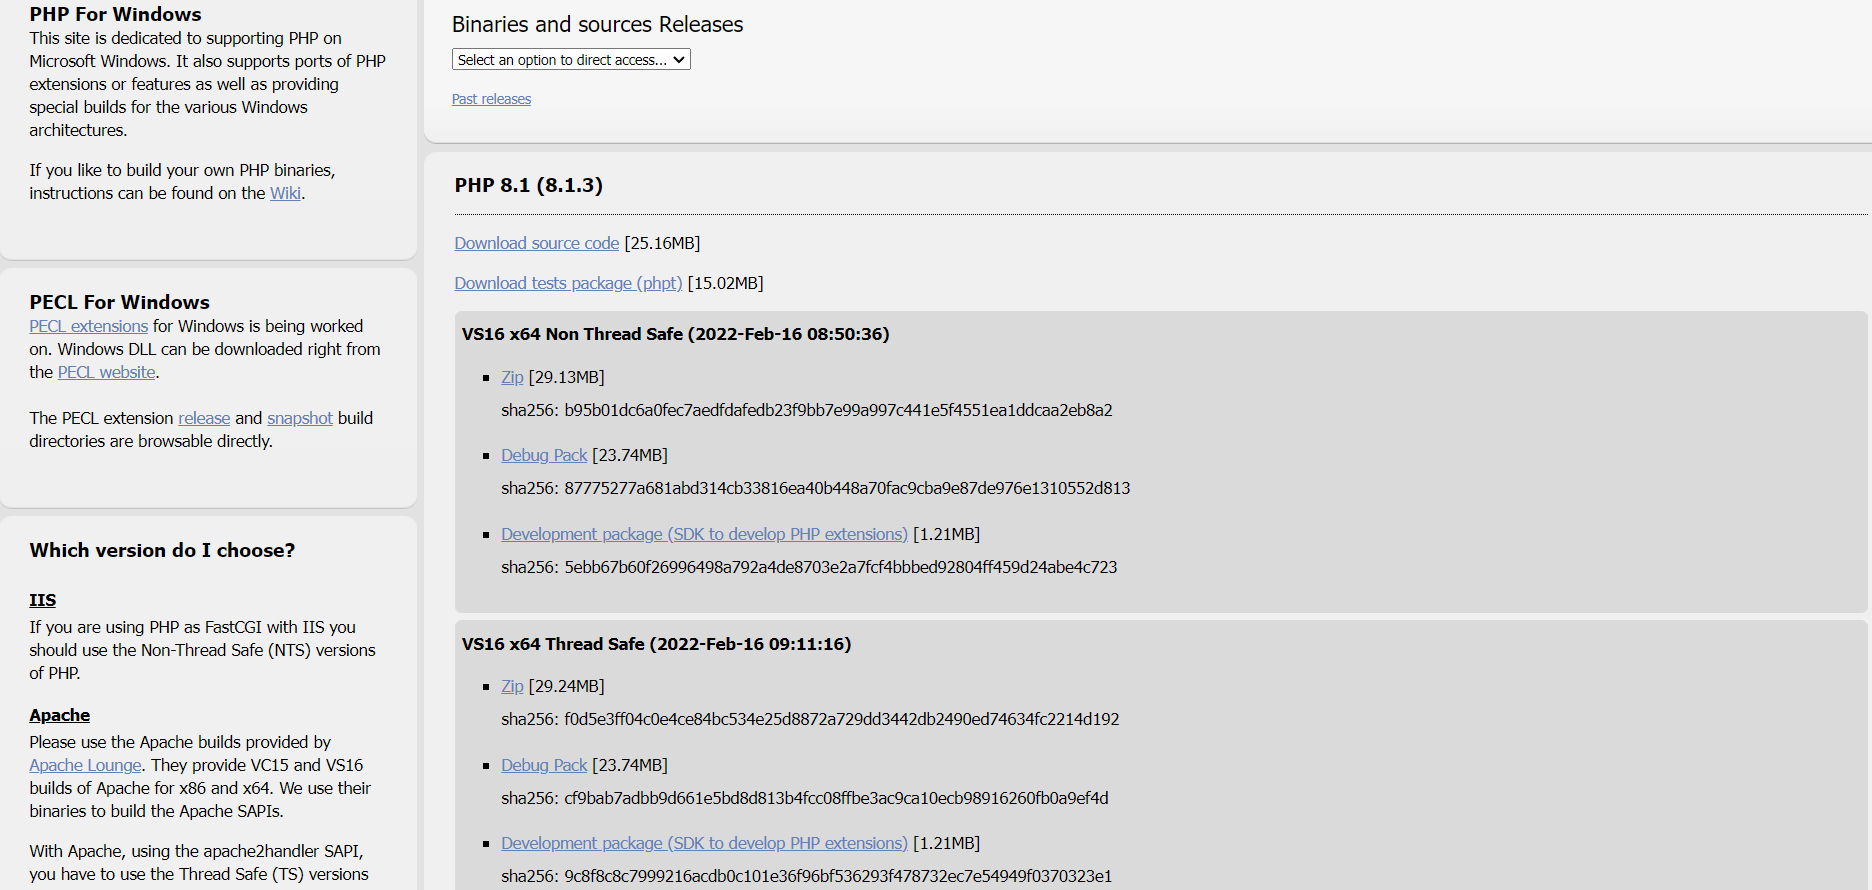 PHP For Windows
This site is dedicated to supporting PHP on
Microsoft Windows. It also supports ports of PHP
extensions or features as well as providing
special builds for the various Windows
architectures.
If you like to build your own PHP binaries,
instructions can be found on the Wiki.
PECL For Windows
PECL extensions for Windows is being worked
on. Windows DLL can be downloaded right from
the PECL website.
The PECL extension release and snapshot build
directories are browsable directly.
Which version do I choose?
IIS
If you are using PHP as FastCGI with IIS you
should use the Non-Thread Safe (NTS) versions
of PHP.
Apache
Please use the Apache builds provided by
Apache Lounge. They provide VC15 and VS16
builds of Apache for x86 and x64. We use their
binaries to build the Apache SAPIs.
With Apache, using the apache2handler SAPI,
you have to use the Thread Safe (TS) versions
Binaries and sources Releases
Select an option to direct access...
Past releases
PHP 8.1 (8.1.3)
Download source code [25.16MB]
Download tests package (phpt) [15.02MB]
VS16 x64 Non Thread Safe (2022-Feb-16 08:50:36)
Zip [29.13MB]
sha256: b95b01dc6a0fec7aedfdafedb23f9bb7e99a997c441e5f4551ea1ddcaa2eb8a2
Debug Pack [23.74MB]
sha256: 87775277a681abd314cb33816ea40b448a70fac9cba9e87de976e1310552d813
Development package (SDK to develop PHP extensions) [1.21MB]
sha256: 5ebb67b60f26996498a792a4de8703e2a7fcf4bbbed92804ff459d24abe4c723
VS16 x64 Thread Safe (2022-Feb-16 09:11:16)
Zip [29.24MB]
sha256: f0d5e3ff04c0e4ce84bc534e25d8872a729dd3442db2490ed74634fc2214d192
Debug Pack [23.74MB]
sha256: cf9bab7adbb9d661e5bd8d813b4fcc08ffbe3ac9ca10ecb98916260fb0a9ef4d
Development package (SDK to develop PHP extensions) [1.21MB]
sha256: 9c8f8c8c7999216acdb0c101e36f96bf536293f478732ec7e54949f0370323e1